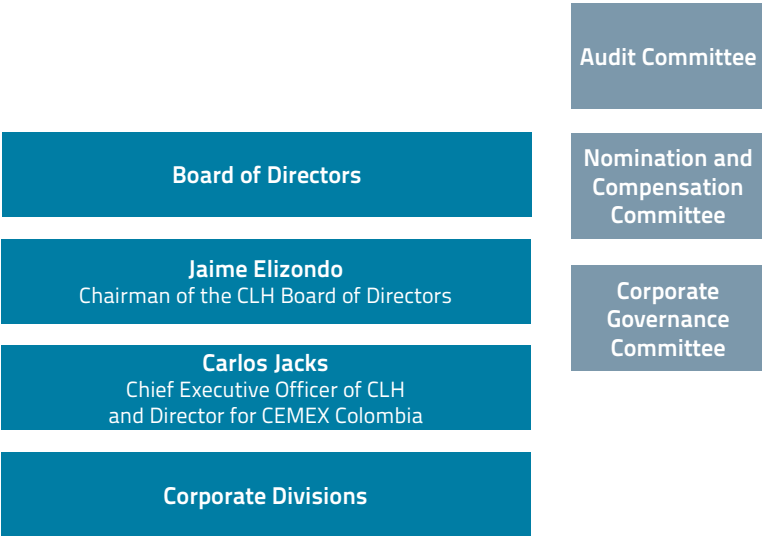 Audit Committee
Board of Directors
Nomination and
Compensation
Committee
Jaime Elizondo
Chairman of the CLH Board of Directors
Corporate
Governance
Committee
Carlos Jacks
Chief Executive Officer of CLH
and Director for CEMEX Colombia
Corporate Divisions